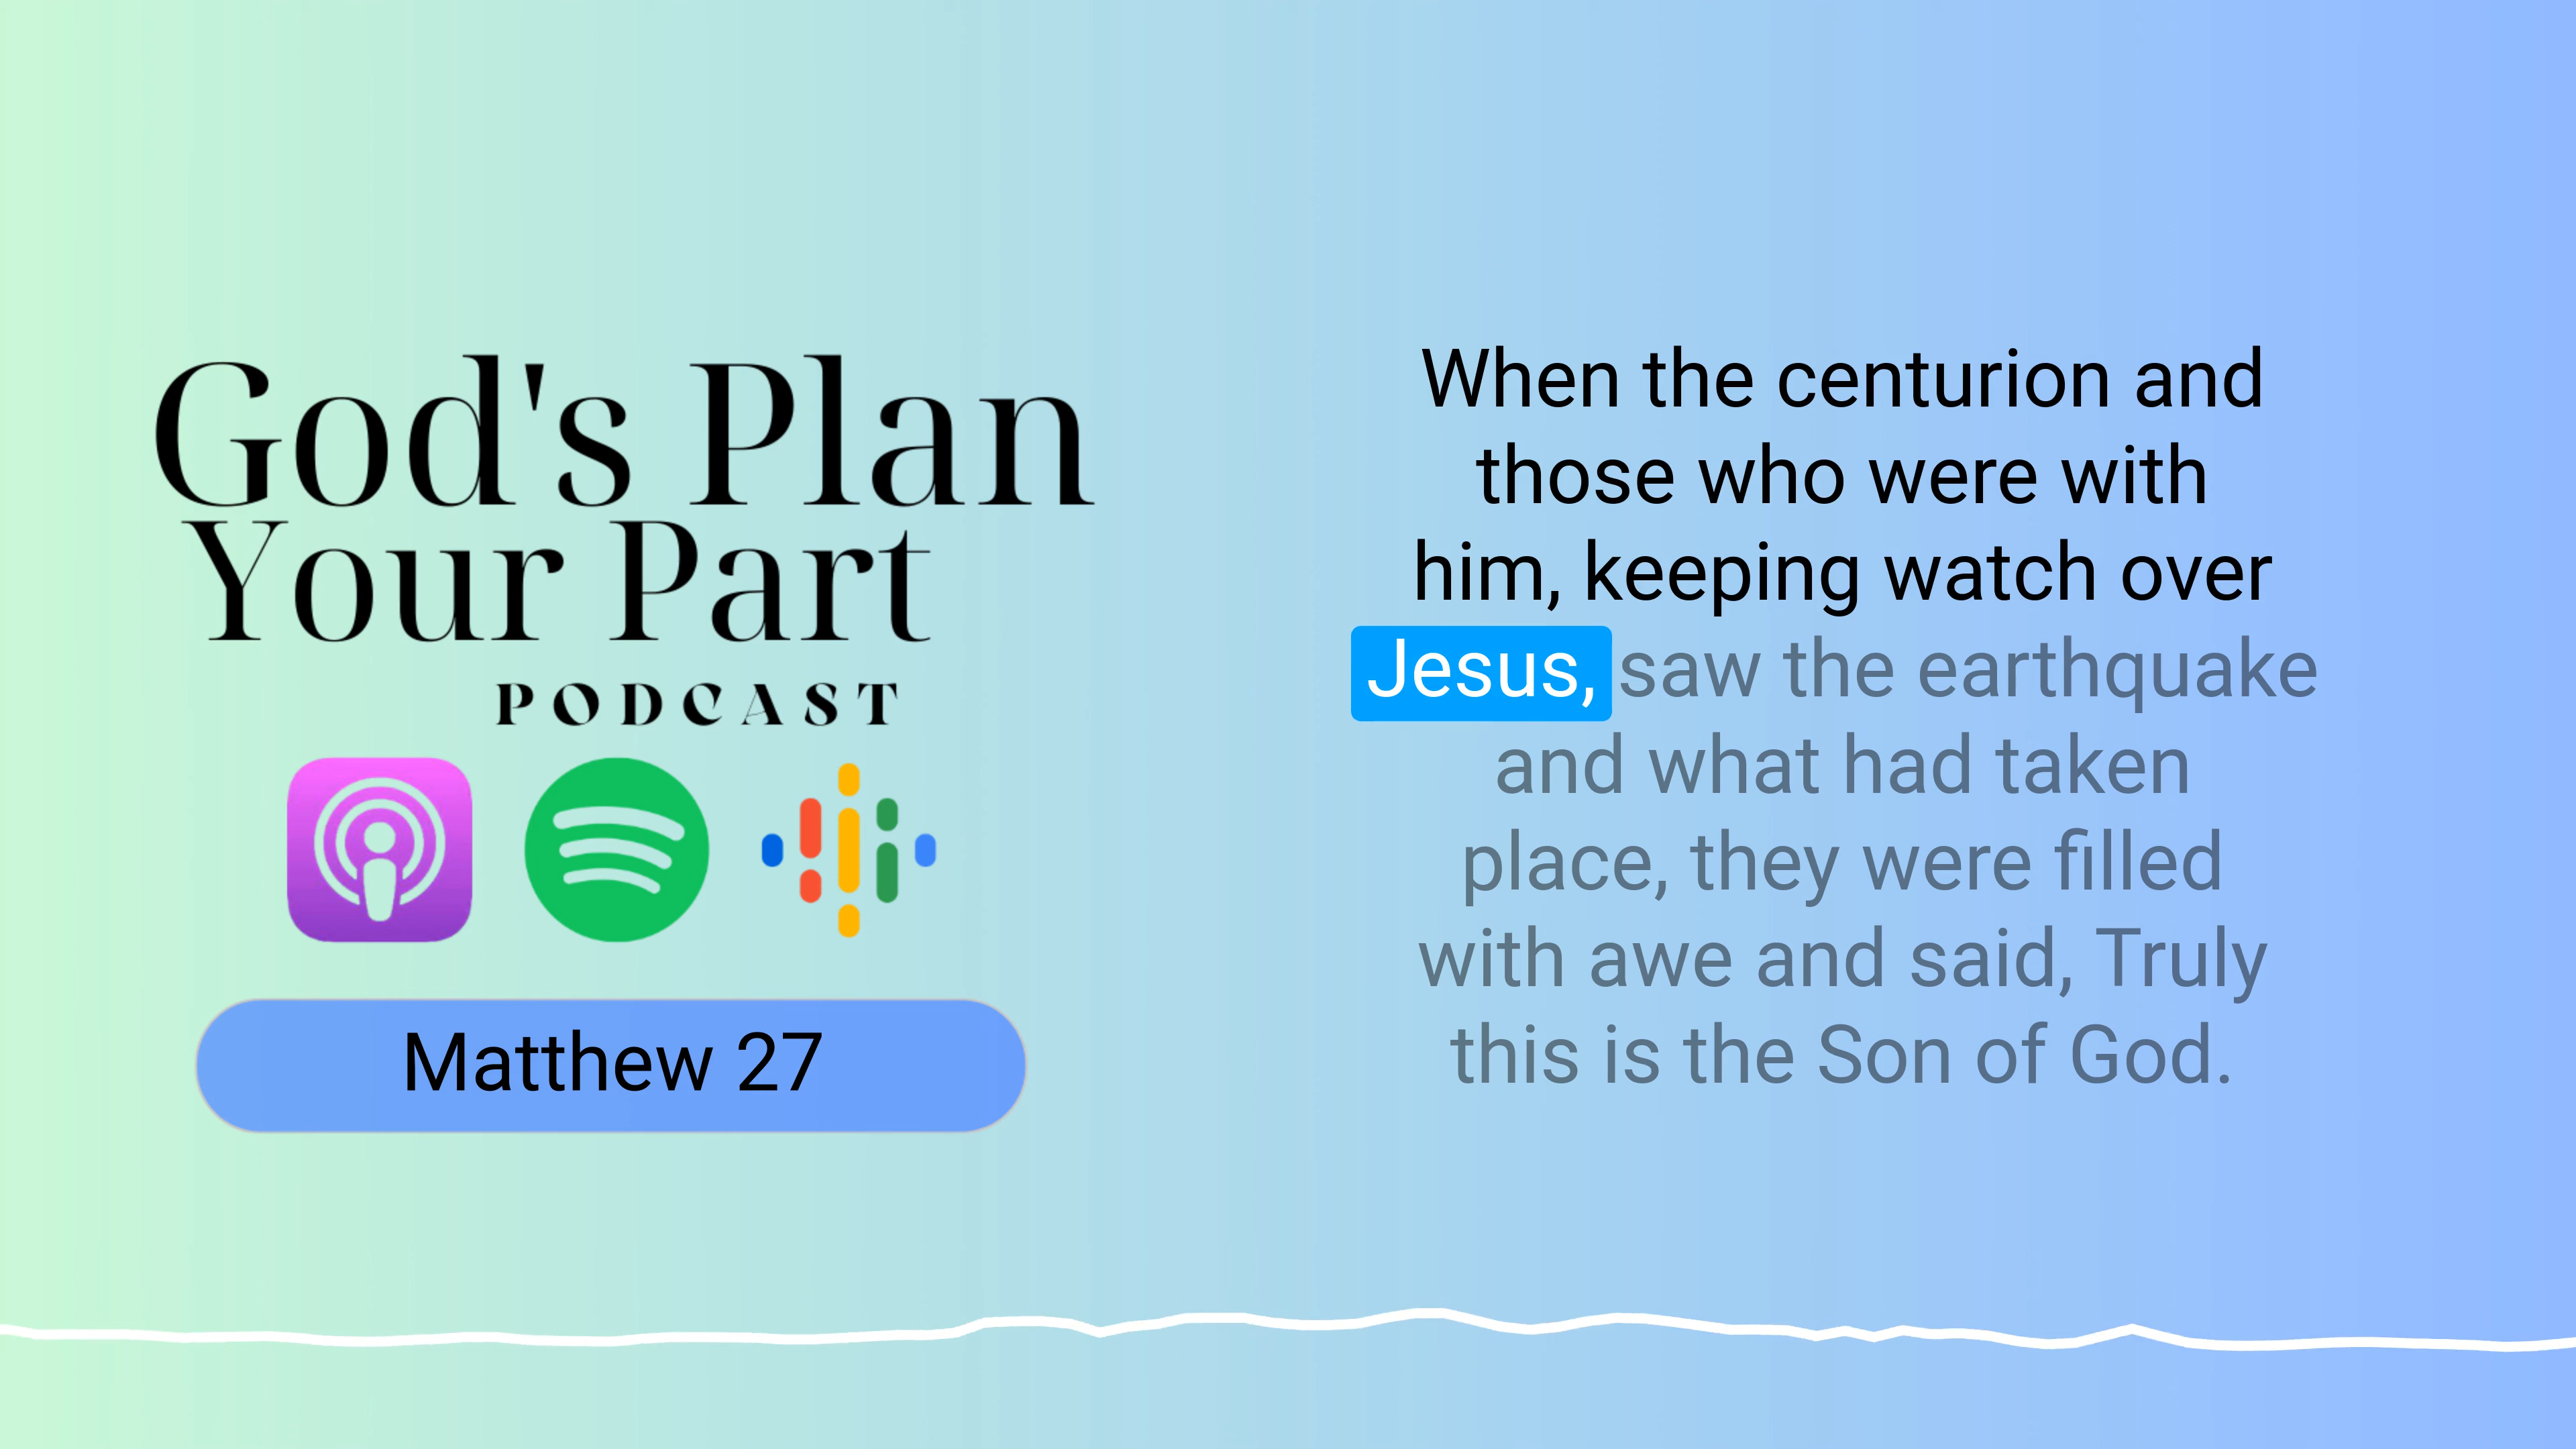 God's Plan
Your Part
PODCAST
Matthew 27
When the centurion and
those who were with
him, keeping watch over
Jesus, saw the earthquake
and what had taken
place, they were filled
with awe and said, Truly
this is the Son of God.